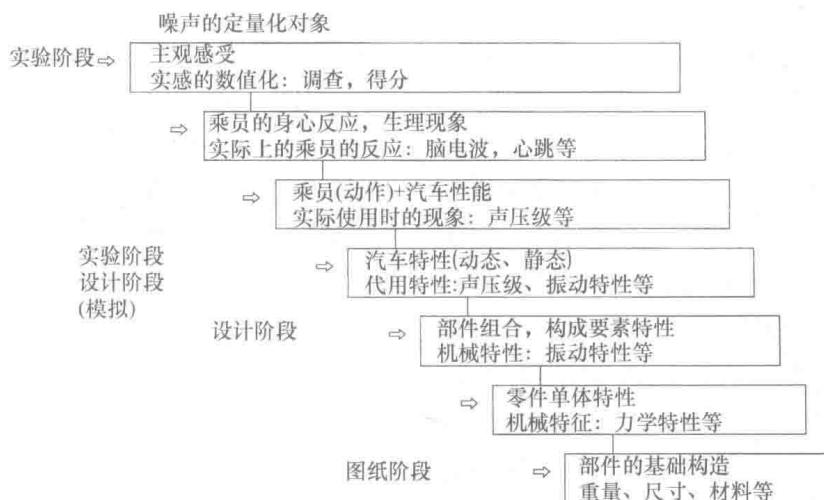 噪声的定量化对象
实验阶段⇨
主观感受
实感的数值化：调查，得分
⇨
乘员的身心反应，生理现象
实际上的乘员的反应：脑电波，心跳等
⇨
乘员(动作)+汽车性能
实际使用时的现象：声压级等
实验阶段
设计阶段
(模拟)
⇨
汽车特性(动态、静态)
代用特性:声压级、振动特性等
设计阶段
⇨
部件组合，构成要素特性
机械特性：振动特性等
⇨
零件单体特性
机械特征：力学特性等
图纸阶段
⇨
部件的基础构造
重量、尺寸、材料等